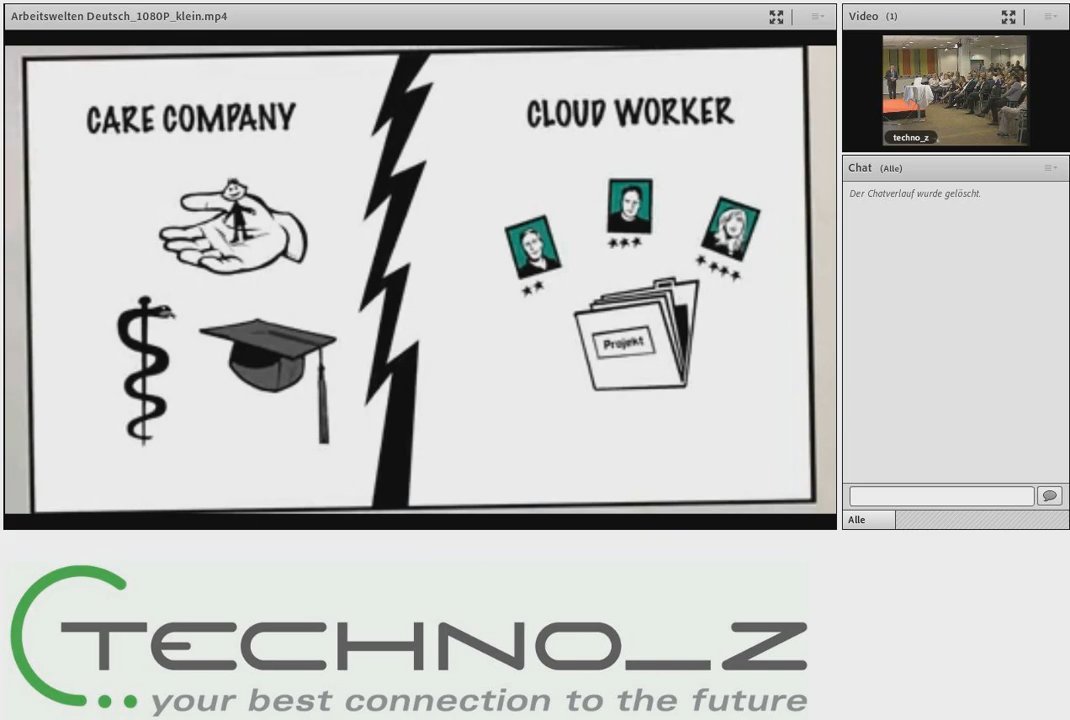 Arbeitswelten Deutsch_1080P_klein.mp4
CARE COMPANY
CLOUD WORKER
Projekt
Video (1)
techno_z
Chat (Alle)
Der Chatverlauf wurde gelöscht.
Alle
TECHNO_Z
your best connection to the future